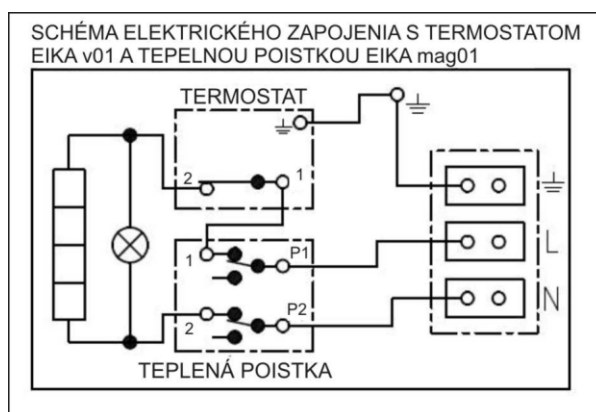 SCHÉMA ELEKTRICKÉHO ZAPOJENIA S TERMOSTATOM
EIKA v01 A TEPELNOU POISTKOU EIKA mag01
TERMOSTAT
2
1
L
1
P1
N
2
P2
TEPLENÁ POISTKA